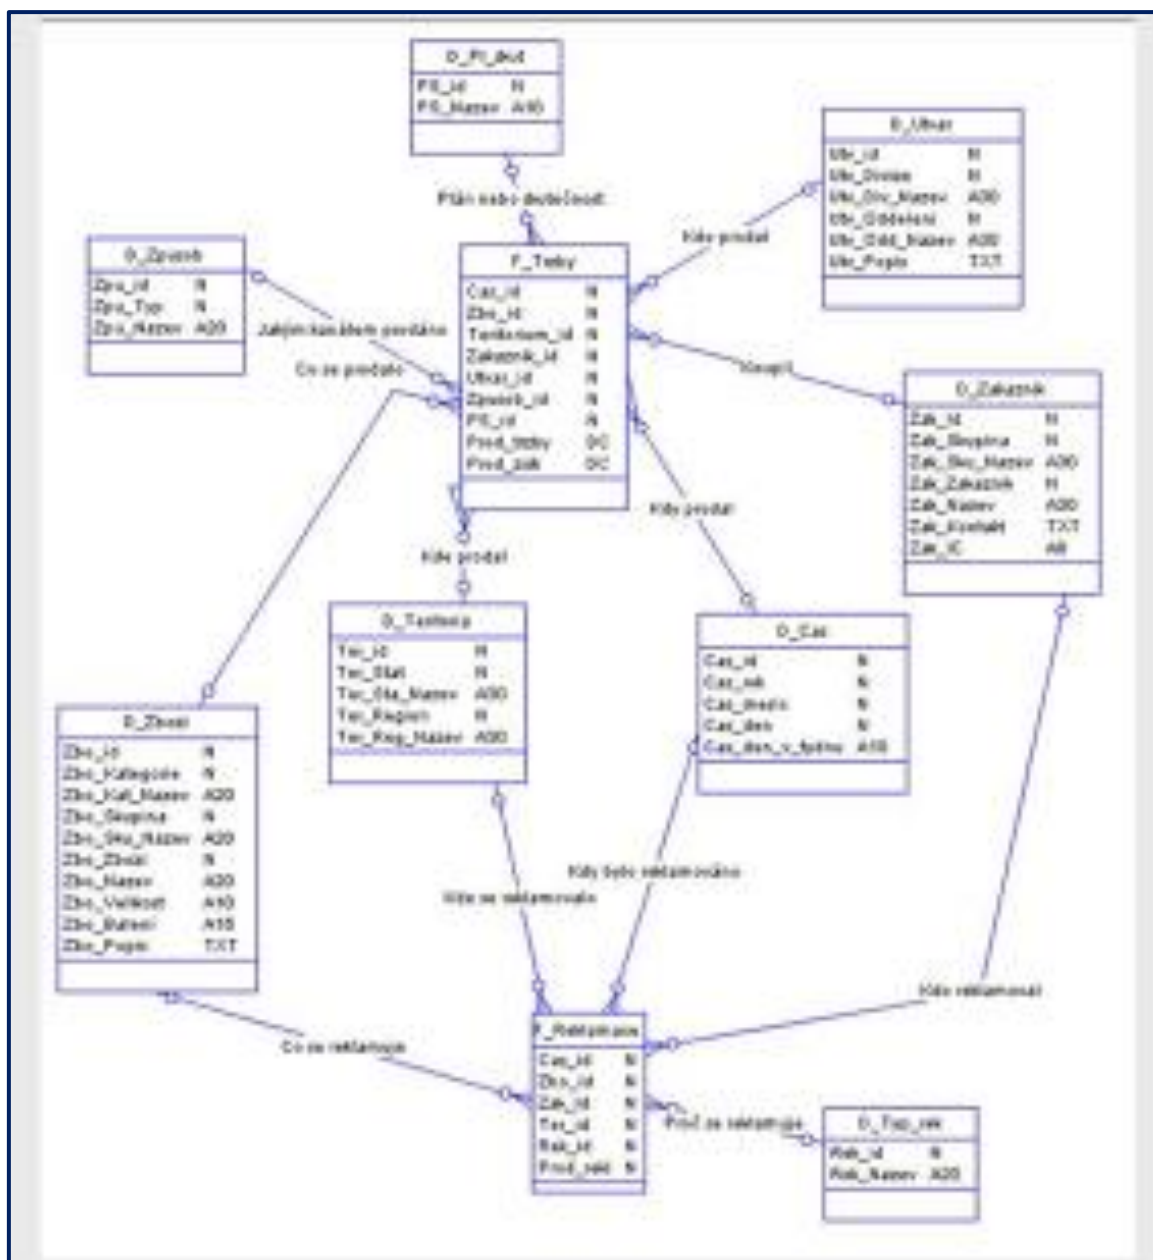 D_Pl_skut
PS_id N
PS_Nazev A10
Plán nebo skutečnost
D_Utvar
Utv_id N
Utv_Divize N
Utv_Div_Nazev A30
Utv_Oddeleni N
Utv_Odd_Nazev A30
Utv_Popis TXT
Kdo prodal
D_Zpusob
Zpu_id N
Zpu_Typ N
Zpu_Nazev A20
Jakým kanálem prodáno
Co se prodalo
F_Trzby
Cas_id N
Zbo_id N
Teritorium_id N
Zakaznik_id N
Utvar_id N
Zpusob_id N
PS_id N
Prod_trzby DC
Prod_zisk DC
Koupil
D_Zakaznik
Zak_id N
Zak_Skupina N
Zak_Sku_Nazev A30
Zak_Zakaznik N
Zak_Nazev A30
Zak_Kontakt TXT
Zak_IC A8
Kdy prodal
Kde prodal
D_Teritoria
Ter_id N
Ter_Stat N
Ter_Sta_Nazev A30
Ter_Region N
Ter_Reg_Nazev A30
D_Cas
Cas_id N
Cas_rok N
Cas_mesic N
Cas_den N
Cas_den_v_tydnu A10
D_Zbozi
Zbo_id N
Zbo_Kategorie N
Zbo_Kat_Nazev A20
Zbo_Skupina N
Zbo_Sku_Nazev A20
Zbo_Zbozi N
Zbo_Nazev A20
Zbo_Velikost A10
Zbo_Baleni A10
Zbo_Popis TXT
Kdy bylo reklamováno
Kde se reklamovalo
Kdo reklamoval
Co se reklamuje
F_Reklamace
Cas_id N
Zbo_id N
Zak_id N
Ter_id N
Rek_id N
Prod_rekl N
Proč se reklamuje
D_Typ_rek
Rek_id N
Rek_Nazev A20